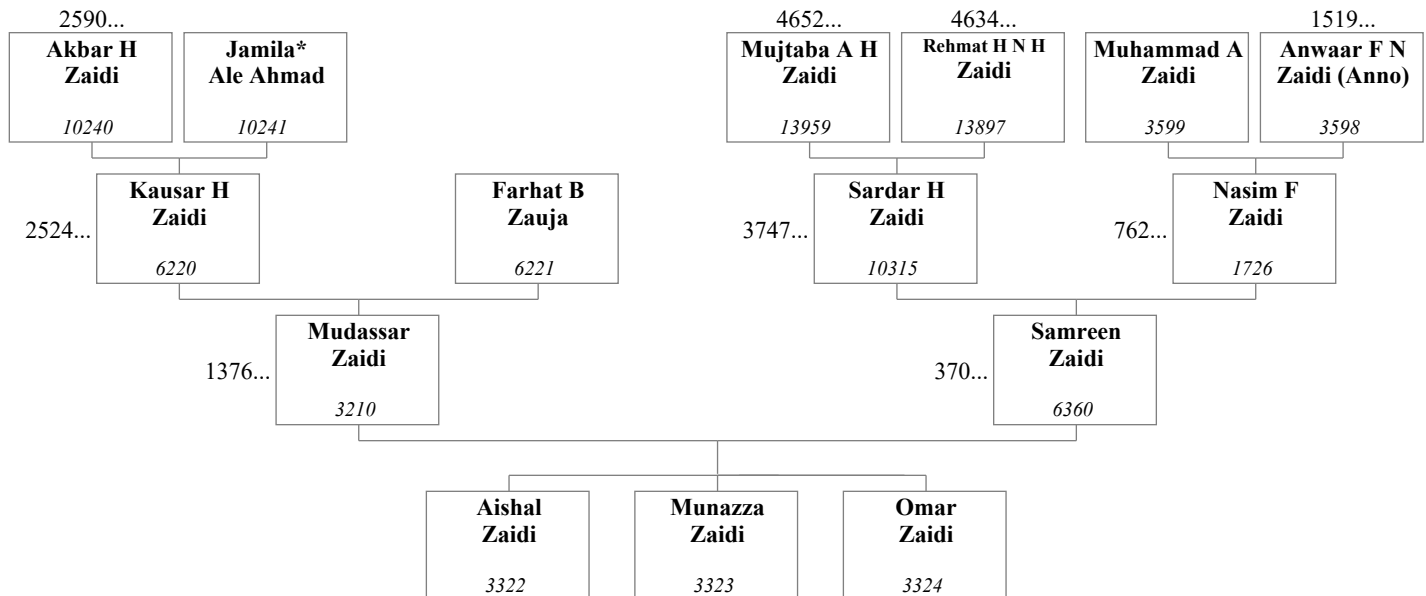 2590...
4652...
4634...
1519...
Akbar H
Zaidi
10240
Jamila*
Ale Ahmad
10241
Mujtaba A H
Zaidi
13959
Rehmat H N H
Zaidi
13897
Muhammad A
Zaidi
3599
Anwaar F N
Zaidi (Anno)
3598
2524...
Kausar H
Zaidi
6220
Farhat B
Zauja
6221
3747...
Sardar H
Zaidi
10315
762...
Nasim F
Zaidi
1726
1376...
Mudassar
Zaidi
3210
370...
Samreen
Zaidi
6360
Aishal
Zaidi
3322
Munazza
Zaidi
3323
Omar
Zaidi
3324